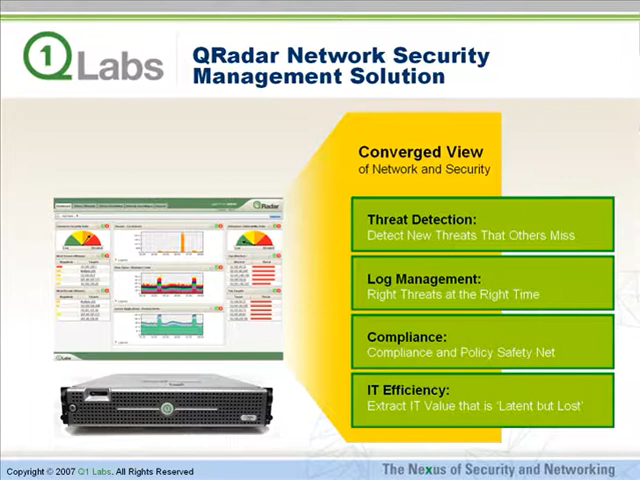 1Q Labs
QRadar Network Security
Management Solution
Converged View
of Network and Security
QRadar
Threat Detection:
Detect New Threats That Others Miss
Log Management:
Right Threats at the Right Time
Compliance:
Compliance and Policy Safety Net
IT Efficiency:
Extract IT Value that is 'Latent but Lost'
Copyright © 2007 Q1 Labs. All Rights Reserved
The Nexus of Security and Networking